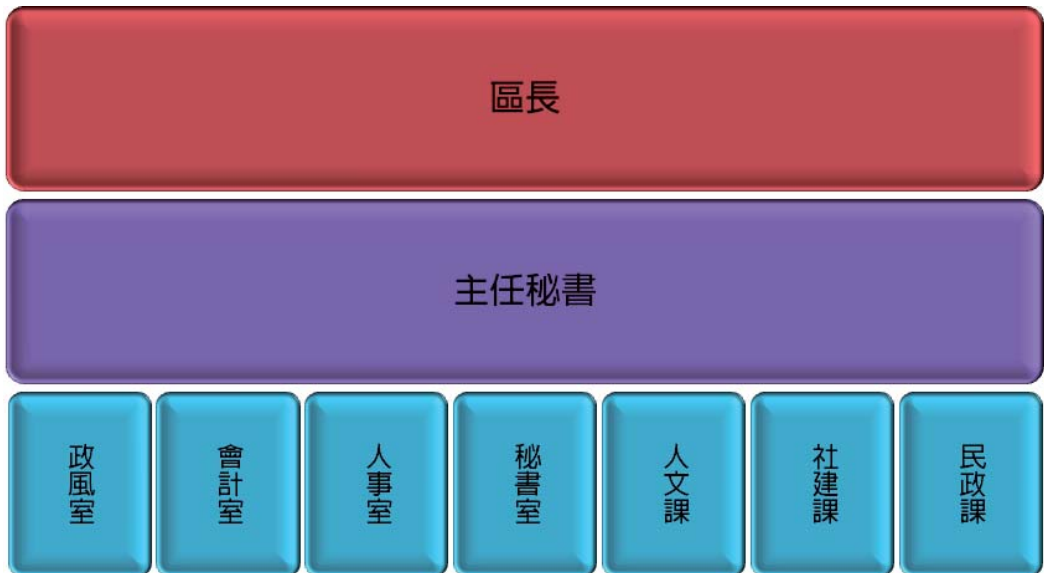 區長
主任秘書
政風室
會計室
人事室
秘書室
人文課
社建課
民政課